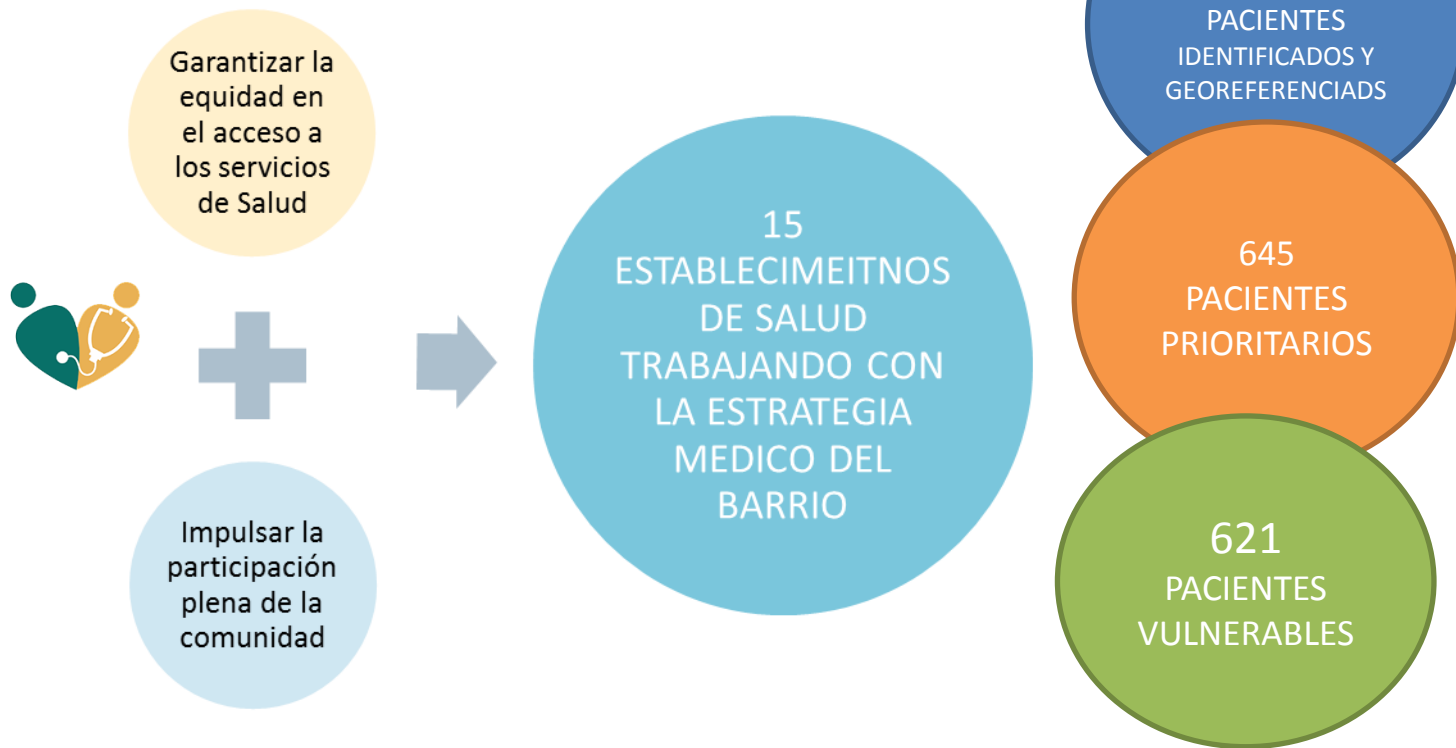 Garantizar la
equidad en
el acceso a
los servicios
de Salud
Impulsar la
participación
plena de la
comunidad
15
ESTABLECIMEITNOS
DE SALUD
TRABAJANDO CON
LA ESTRATEGIA
MEDICO DEL
BARRIO
PACIENTES
IDENTIFICADOS Y
GEOREFERENCIADS
645
PACIENTES
PRIORITARIOS
621
PACIENTES
VULNERABLES